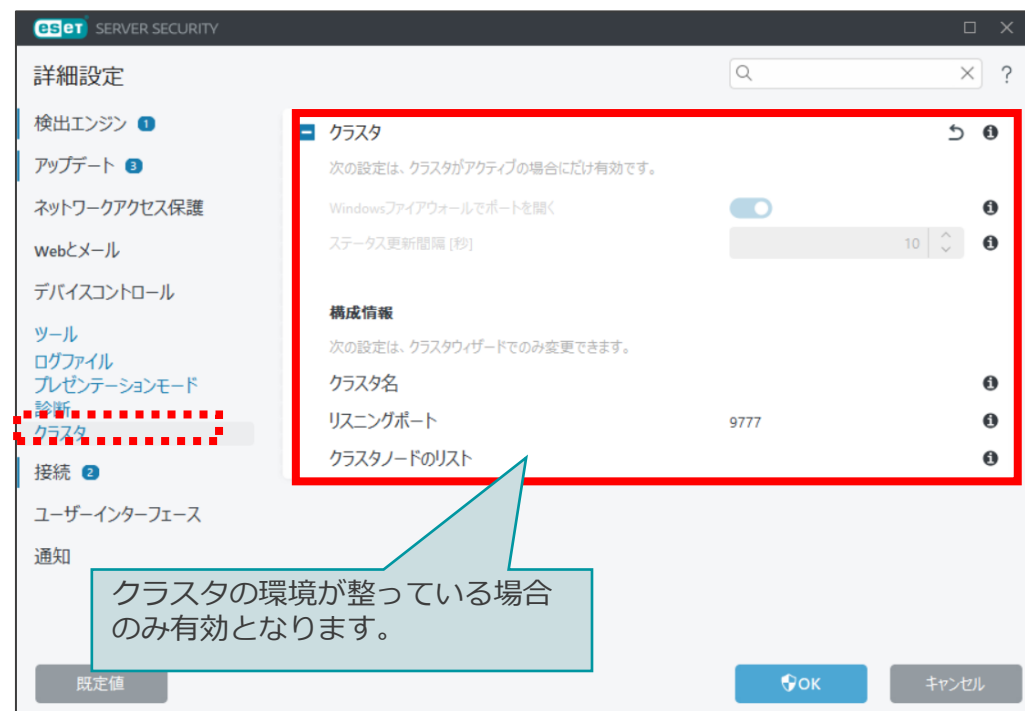 eset SERVER SECURITY
詳細設定
?
検出エンジン 1
アップデート 3
ネットワークアクセス保護
Webとメール
デバイスコントロール
ツール
ログファイル
プレゼンテーションモード
診断
クラスタ
接続 2
ユーザーインターフェース
通知
クラスタ
次の設定は、クラスタがアクティブの場合にだけ有効です。
Windowsファイアウォールでポートを開く
ステータス更新間隔 [秒] 10
構成情報
次の設定は、クラスタウィザードでのみ変更できます。
クラスタ名
リスニングポート 9777
クラスタノードのリスト
クラスタの環境が整っている場合
のみ有効となります。
既定値
OK
キャンセル